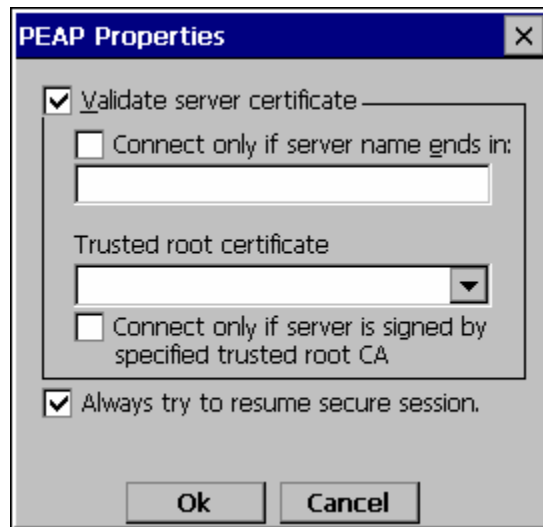 PEAP Properties
Validate server certificate
Connect only if server name ends in:
Trusted root certificate
Connect only if server is signed by
specified trusted root CA
Always try to resume secure session.
Ok Cancel